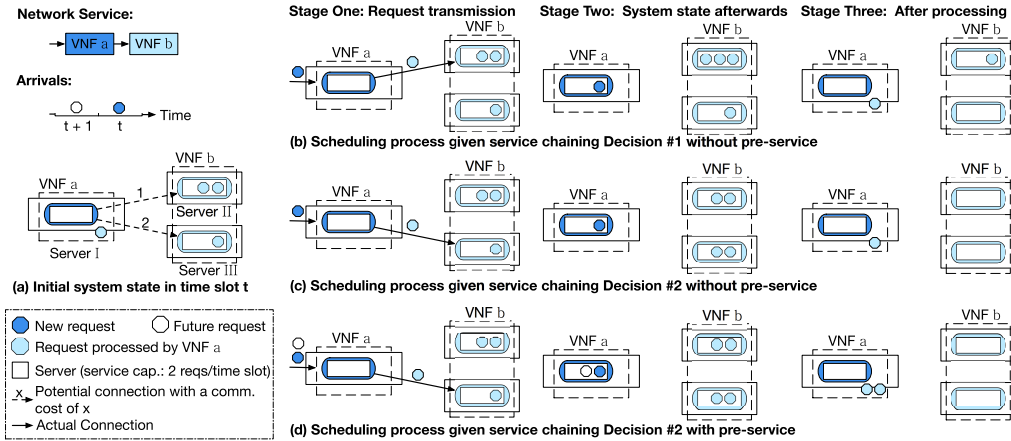 Network Service:
VNF a
VNF b
Arrivals:
t + 1
t
Time
VNF a
VNF b
1
2
Server I
Server II
Server III
(a) Initial system state in time slot t
New request
Future request
Request processed by VNF a
Server (service cap.: 2 reqs/time slot)
x
Potential connection with a comm.
cost of x
Actual Connection
Stage One: Request transmission
Stage Two: System state afterwards
Stage Three: After processing
VNF a
VNF b
VNF a
VNF b
VNF a
VNF b
(b) Scheduling process given service chaining Decision #1 without pre-service
VNF a
VNF b
VNF a
VNF b
VNF a
VNF b
(c) Scheduling process given service chaining Decision #2 without pre-service
VNF a
VNF b
VNF a
VNF b
VNF a
VNF b
(d) Scheduling process given service chaining Decision #2 with pre-service